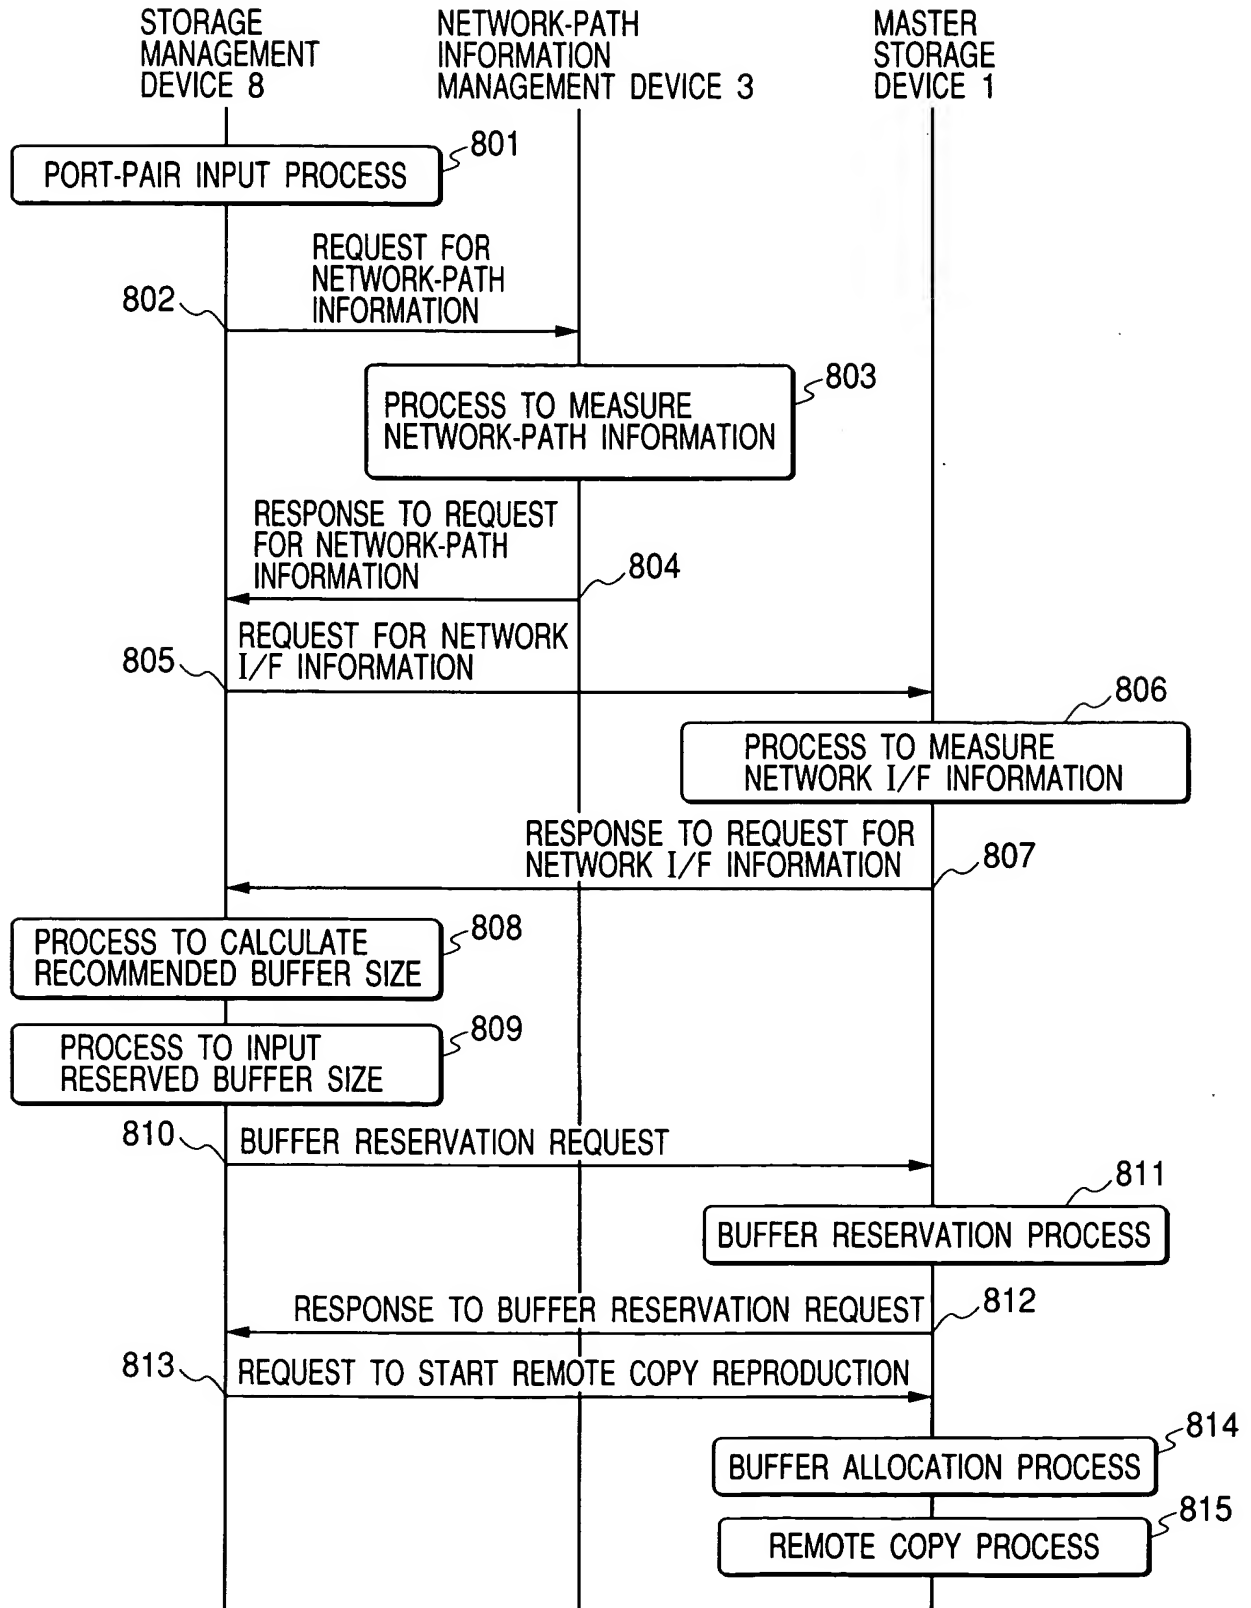 STORAGE
MANAGEMENT
DEVICE 8
NETWORK-PATH
INFORMATION
MANAGEMENT DEVICE 3
MASTER
STORAGE
DEVICE 1
801
PORT-PAIR INPUT PROCESS
REQUEST FOR
NETWORK-PATH
INFORMATION
802
803
PROCESS TO MEASURE
NETWORK-PATH INFORMATION
RESPONSE TO REQUEST
FOR NETWORK-PATH
INFORMATION
804
REQUEST FOR NETWORK
I/F INFORMATION
805
806
PROCESS TO MEASURE
NETWORK I/F INFORMATION
RESPONSE TO REQUEST FOR
NETWORK I/F INFORMATION
807
808
PROCESS TO CALCULATE
RECOMMENDED BUFFER SIZE
809
PROCESS TO INPUT
RESERVED BUFFER SIZE
810
BUFFER RESERVATION REQUEST
811
BUFFER RESERVATION PROCESS
RESPONSE TO BUFFER RESERVATION REQUEST
812
813
REQUEST TO START REMOTE COPY REPRODUCTION
814
BUFFER ALLOCATION PROCESS
815
REMOTE COPY PROCESS